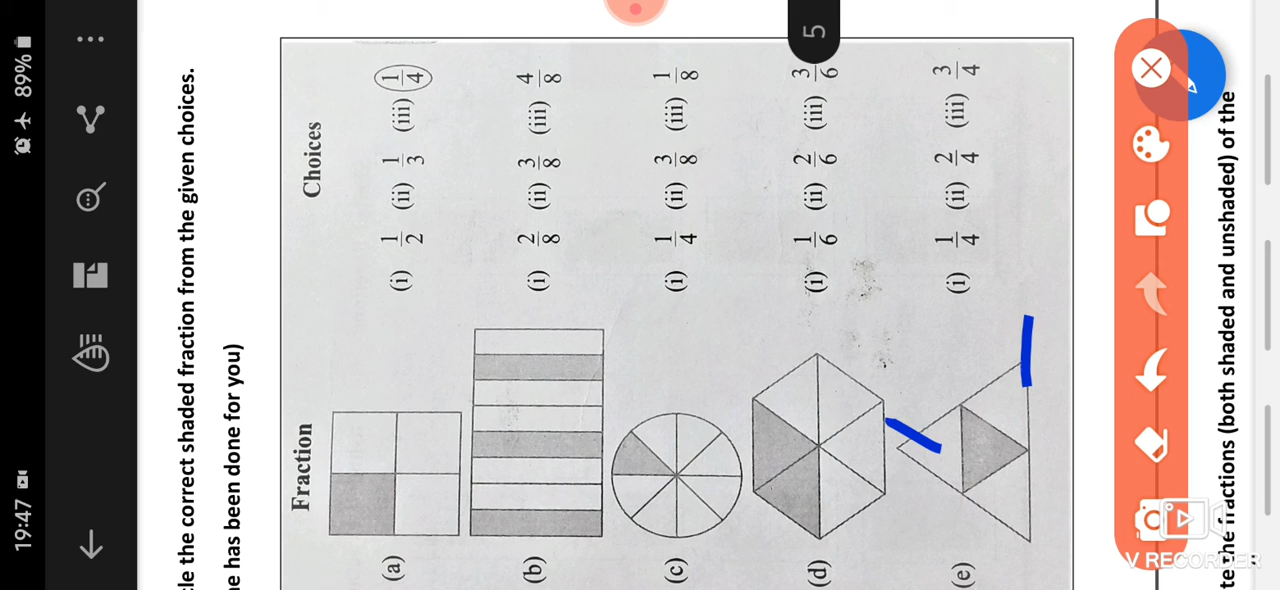 19:47 89%
cle the correct shaded fraction from the given choices.
ne has been done for you)
Fraction Choices
(a) (i) 1/2 (ii) 1/3 (iii) 1/4
(b) (i) 2/8 (ii) 3/8 (iii) 4/8
(c) (i) 1/4 (ii) 3/8 (iii) 1/8
(d) (i) 1/6 (ii) 2/6 (iii) 3/6
5
(e) (i) 1/4 (ii) 2/4 (iii) 3/4
te the fractions (both shaded and unshaded) of the
V RECORDER